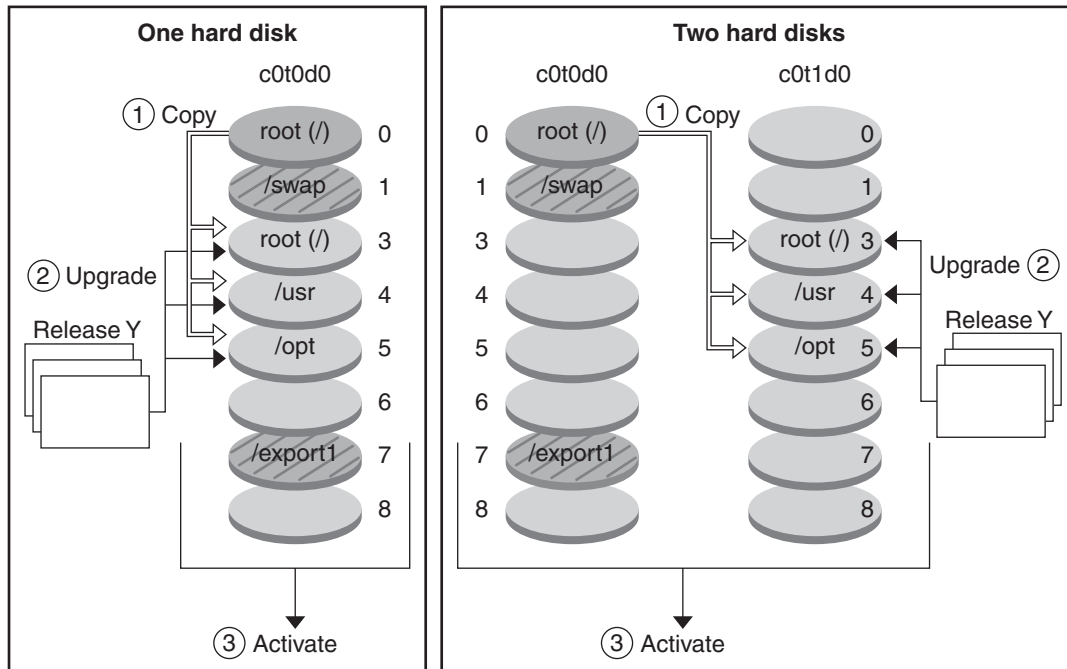 One hard disk
c0t0d0
1 Copy
root (/) 0
/swap 1
root (/) 3
2 Upgrade
/usr 4
Release Y
/opt 5
6
/export1 7
8
3 Activate
Two hard disks
c0t0d0 c0t1d0
1 Copy
0 root (/) 0
1 /swap 1
3 root (/) 3
Upgrade 2
4 /usr 4
Release Y
5 /opt 5
6 6
7 /export1 7
8 8
3 Activate